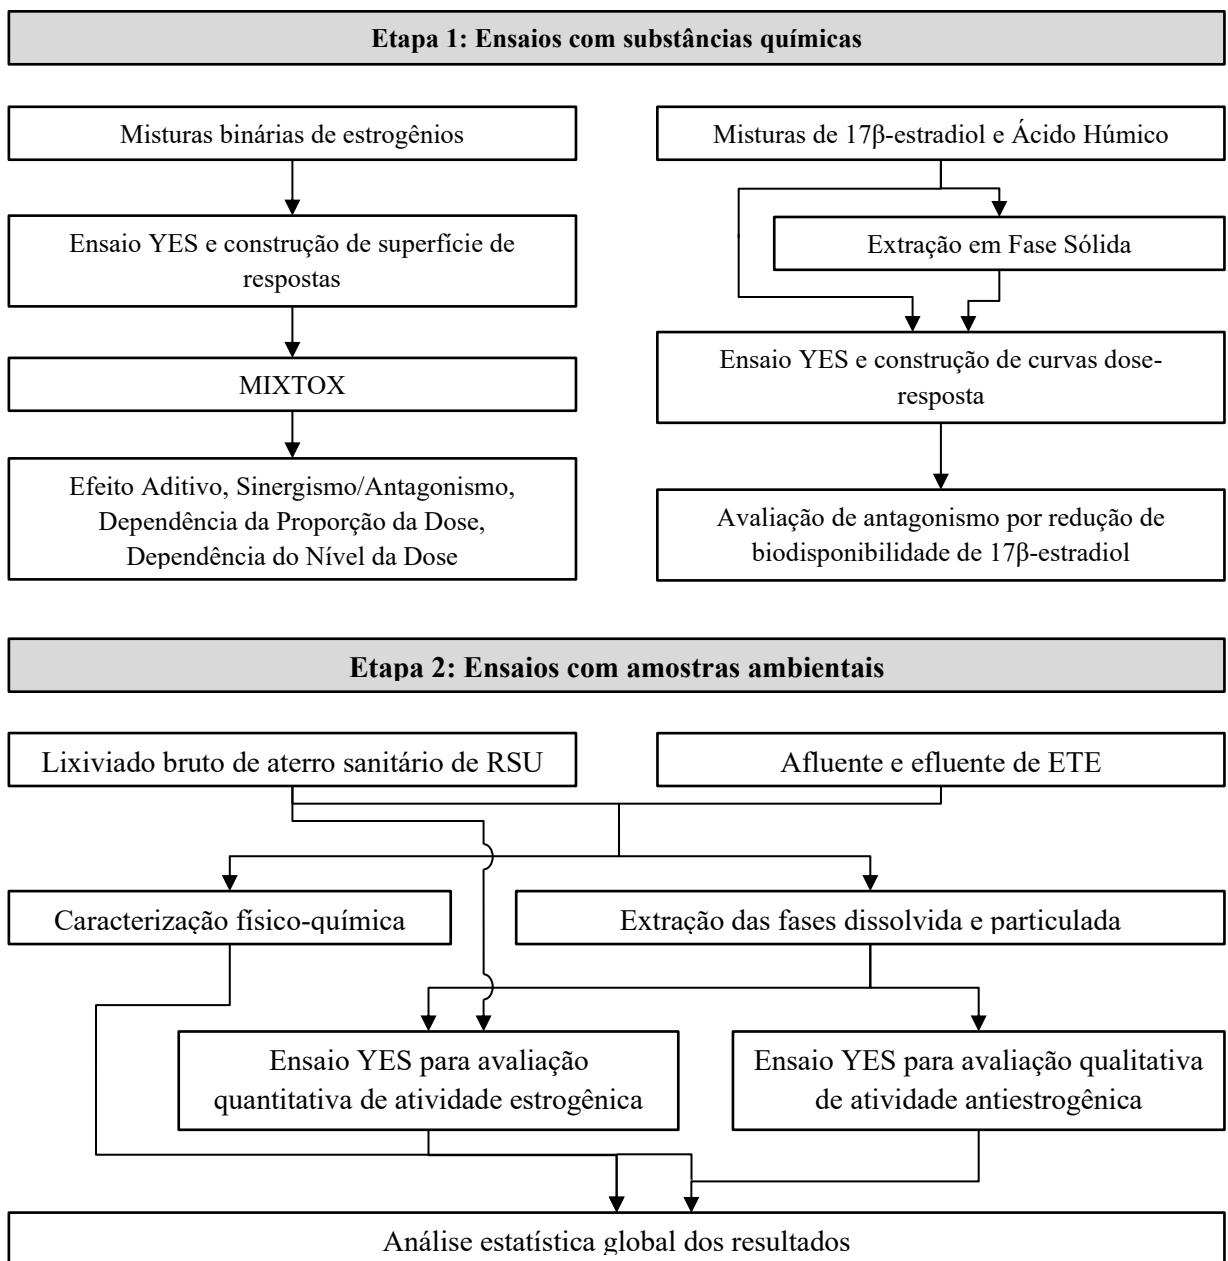 Etapa 1: Ensaios com substâncias químicas
Misturas binárias de estrogênios
Misturas de 17β-estradiol e Ácido Húmico
Ensaio YES e construção de superfície de
respostas
Extração em Fase Sólida
MIXTOX
Ensaio YES e construção de curvas dose-
resposta
Efeito Aditivo, Sinergismo/Antagonismo,
Dependência da Proporção da Dose,
Dependência do Nível da Dose
Avaliação de antagonismo por redução de
biodisponibilidade de 17β-estradiol
Etapa 2: Ensaios com amostras ambientais
Lixiviado bruto de aterro sanitário de RSU
Afluente e efluente de ETE
Caracterização físico-química
Extração das fases dissolvida e particulada
Ensaio YES para avaliação
quantitativa de atividade estrogênica
Ensaio YES para avaliação qualitativa
de atividade antiestrogênica
Análise estatística global dos resultados